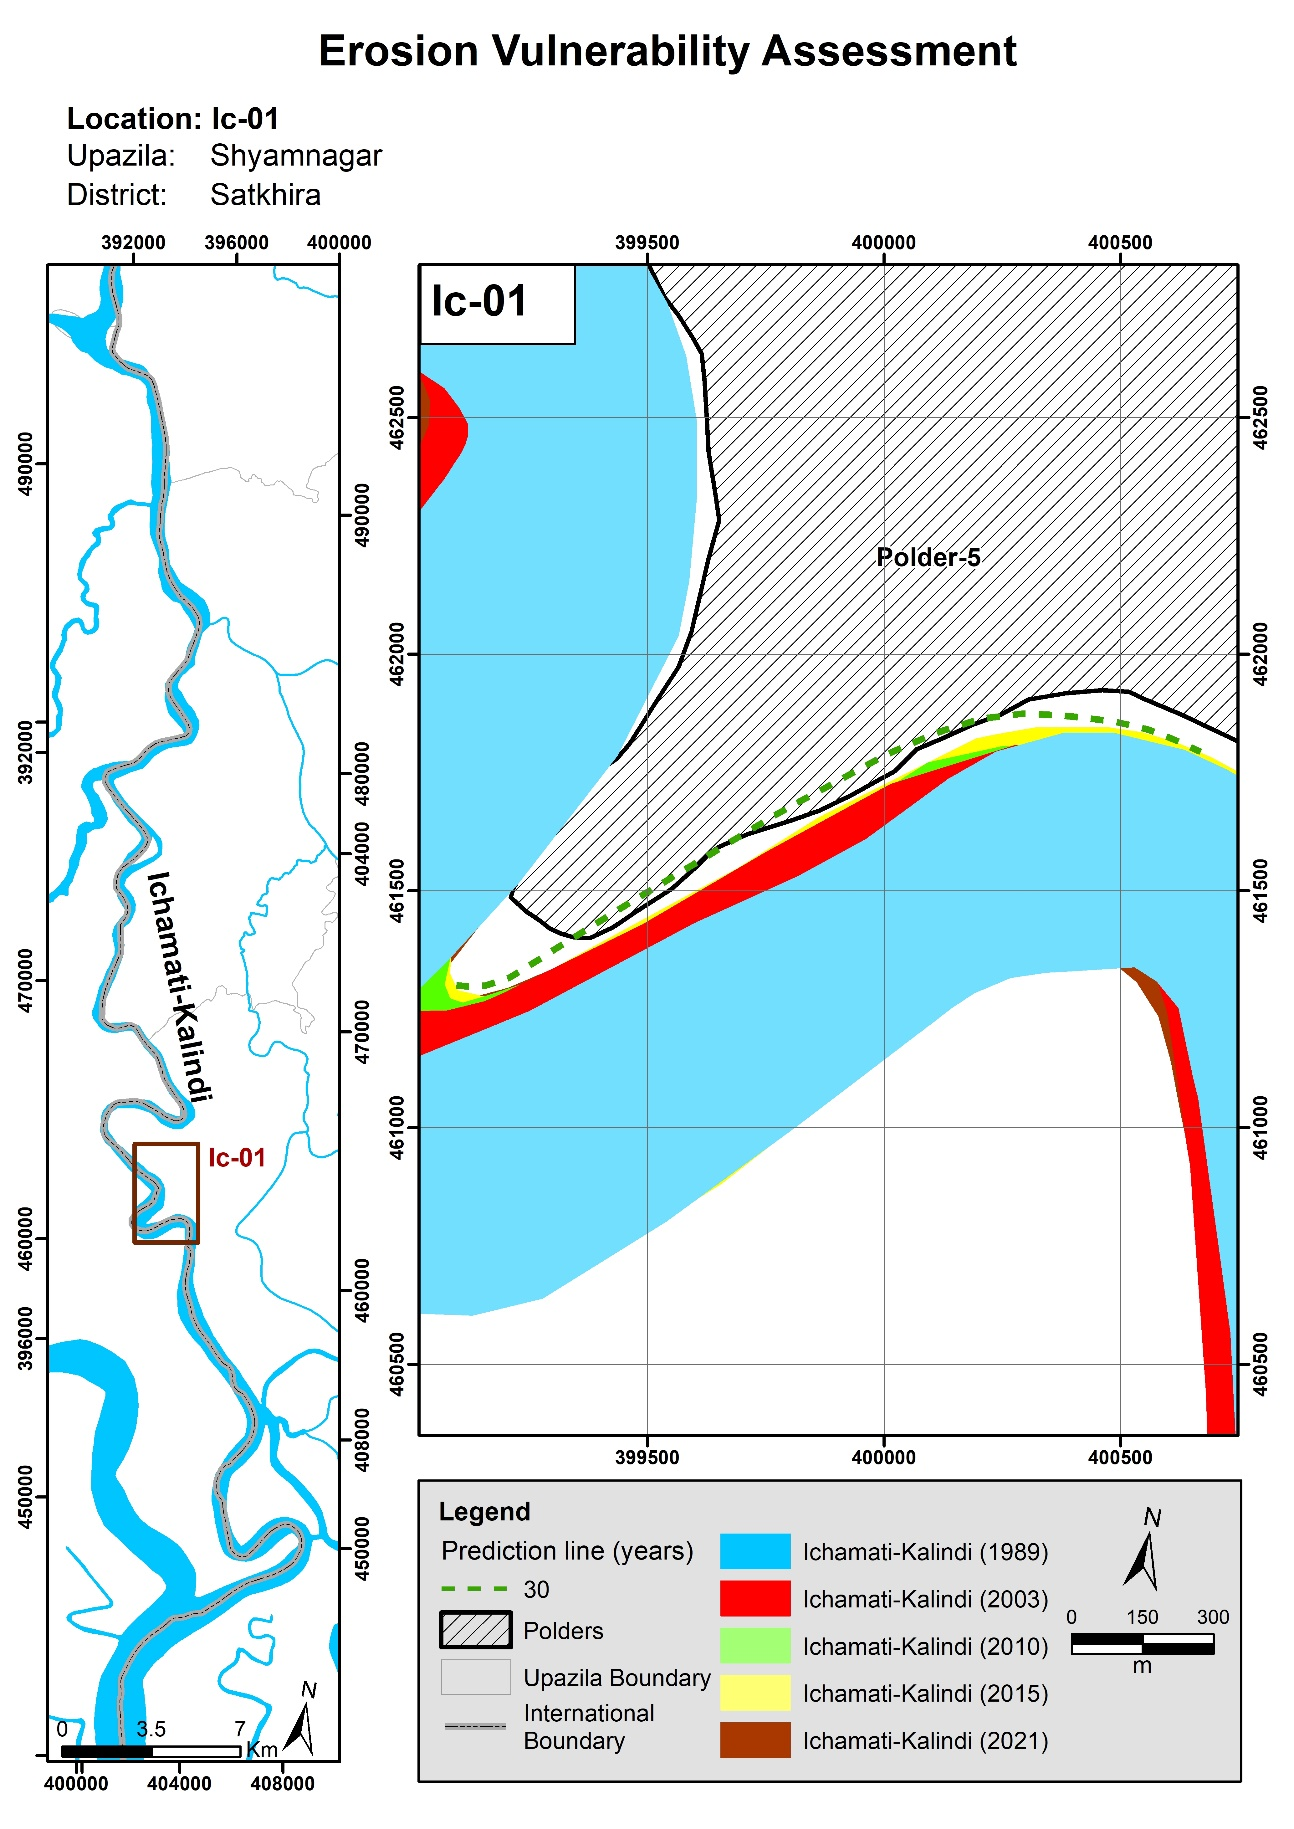 Erosion Vulnerability Assessment
Location: Ic-01
Upazila: Shyamnagar
District: Satkhira
392000 396000 400000
490000
392000
470000
460000
396000
450000
490000
480000
404000
470000
460000
408000
450000
400000 404000 408000
Ichamati-Kalindi
Ic-01
N
0 3.5 7
Km
399500 400000 400500
Ic-01
Polder-5
462500
462000
461500
461000
460500
462500
462000
461500
461000
460500
399500 400000 400500
Legend
Prediction line (years)
30
Polders
Upazila Boundary
International
Boundary
Ichamati-Kalindi (1989)
Ichamati-Kalindi (2003)
Ichamati-Kalindi (2010)
Ichamati-Kalindi (2015)
Ichamati-Kalindi (2021)
N
0 150 300
m